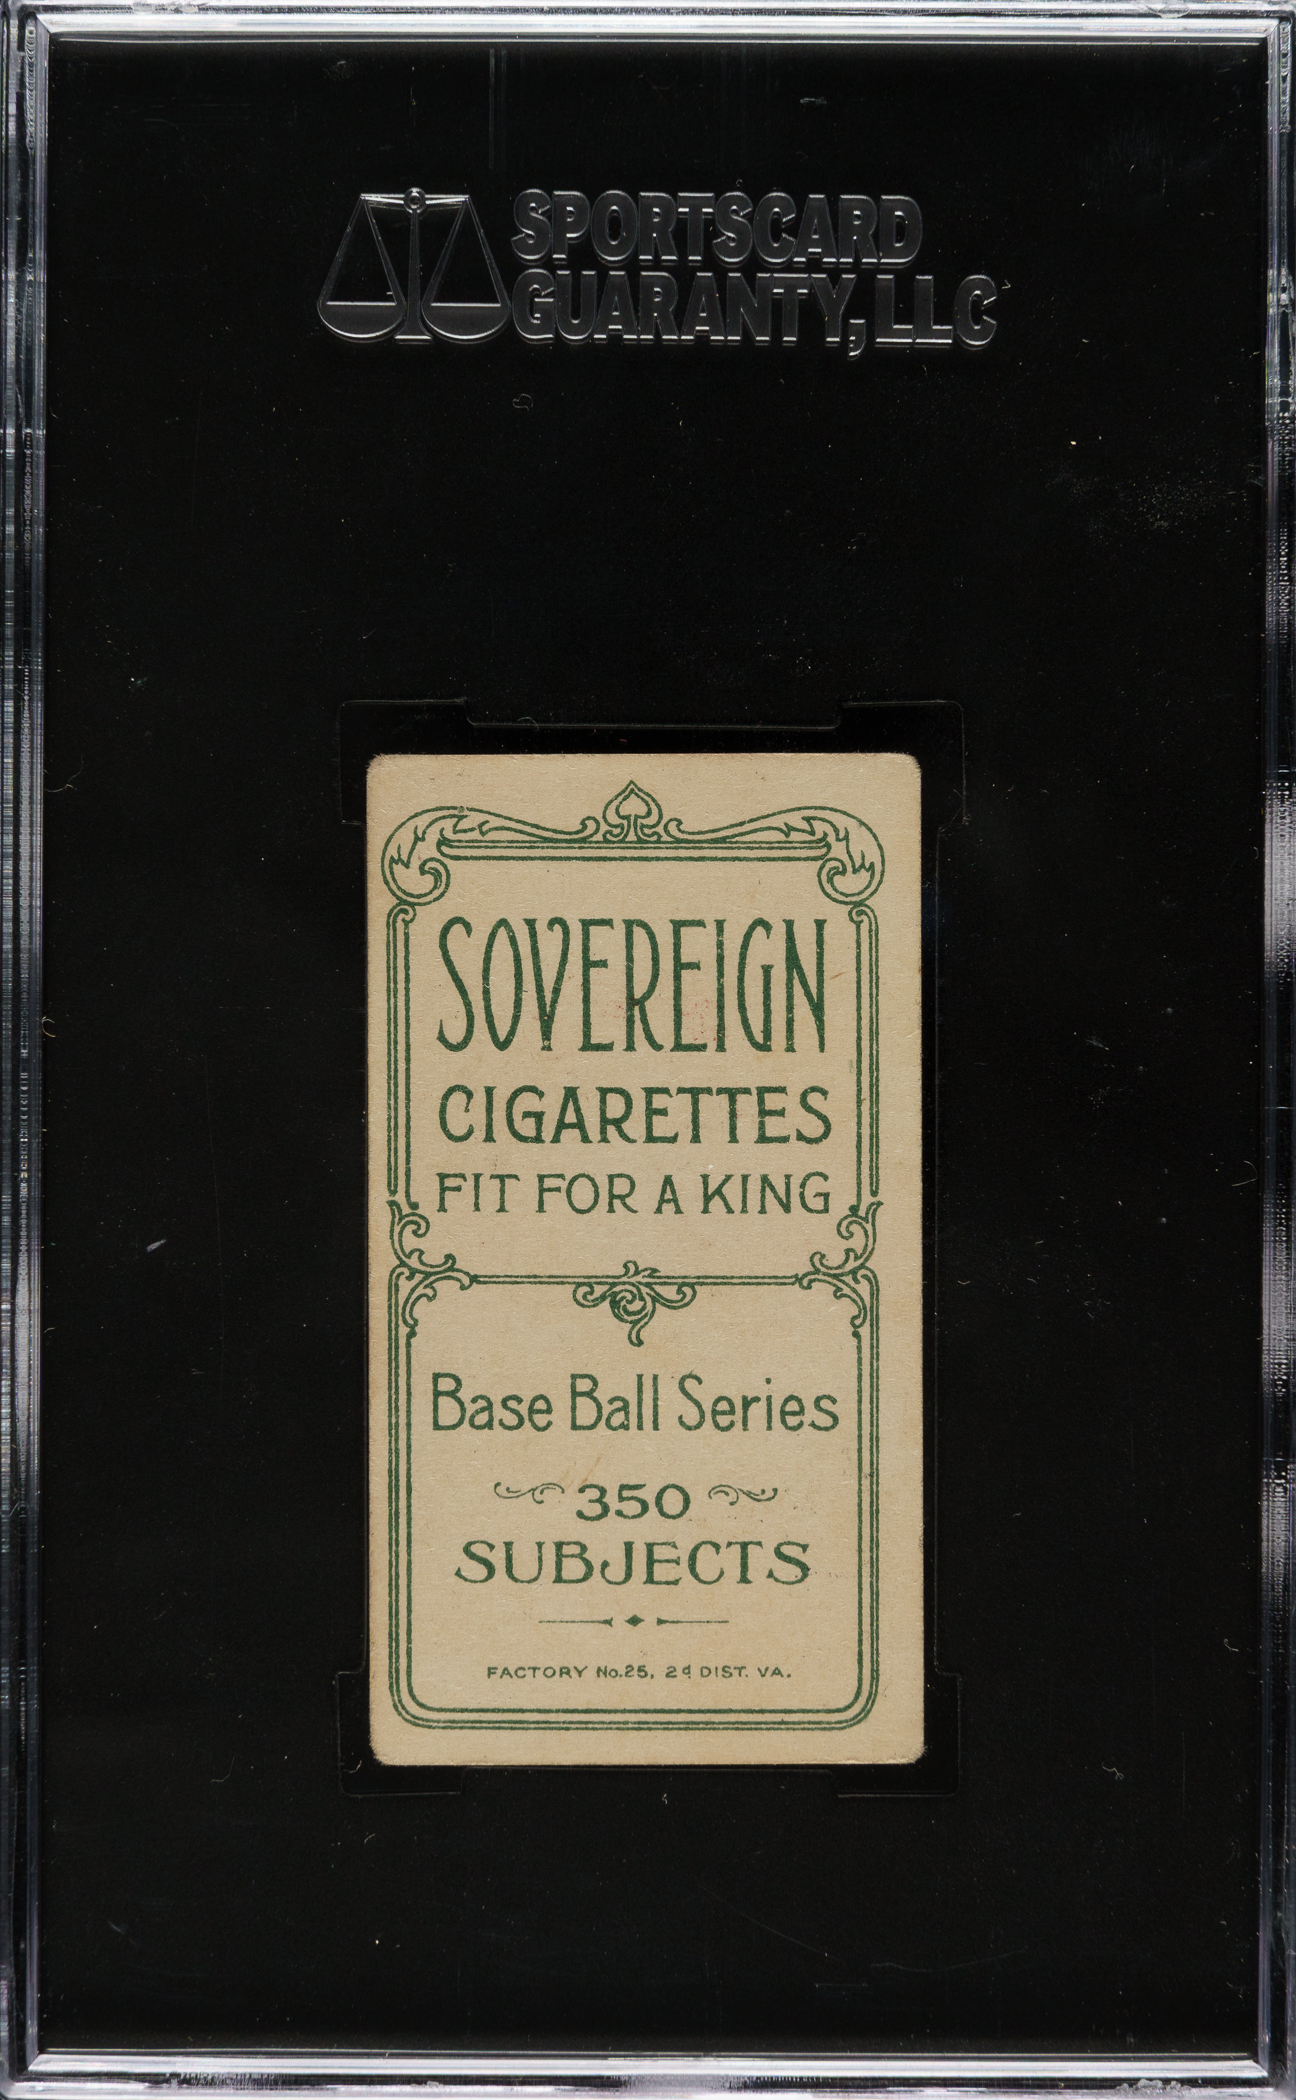 SPORTSCARD
GUARANTY, LLC
SOVEREIGN
CIGARETTES
FIT FOR A KING
Base Ball Series
350
SUBJECTS
FACTORY No. 25, 2d DIST. VA.